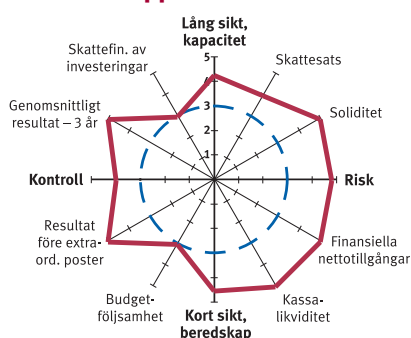 Lång sikt,
kapacitet
Skattefin. av
investeringar
Skattesats
Genomsnittligt
resultat – 3 år
Soliditet
5
4
3
2
1
Kontroll
Risk
Resultat
före extra-
ord. poster
Finansiella
nettotillgångar
Budget-
följsamhet
Kassa-
likviditet
Kort sikt,
beredskap